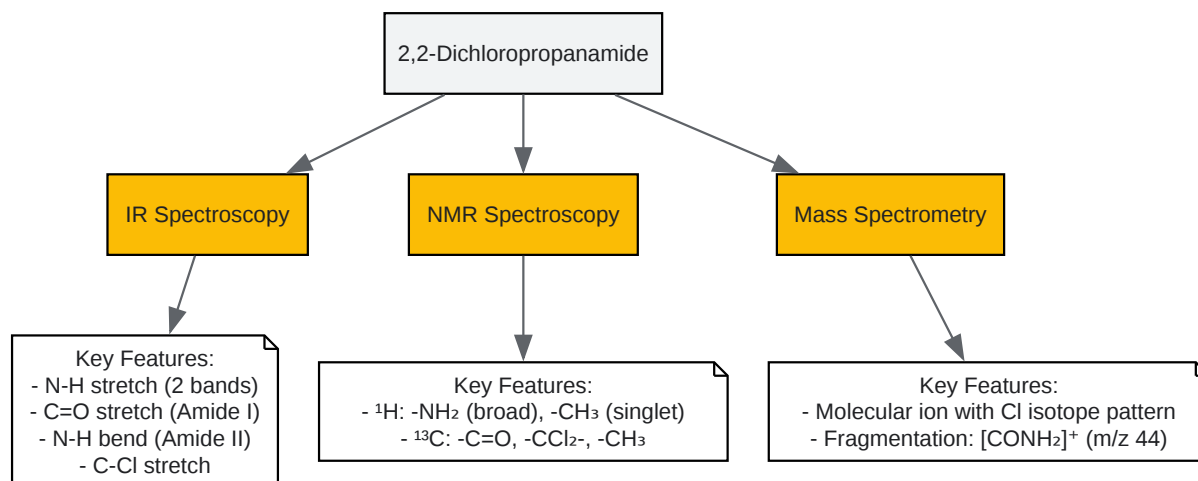 2,2-Dichloropropanamide
IR Spectroscopy
NMR Spectroscopy
Mass Spectrometry
Key Features:
- N-H stretch (2 bands)
- C=O stretch (Amide I)
- N-H bend (Amide II)
- C-Cl stretch
Key Features:
- ¹H: -NH₂ (broad), -CH₃ (singlet)
- ¹³C: -C=O, -CCl₂-, -CH₃
Key Features:
- Molecular ion with Cl isotope pattern
- Fragmentation: [CONH₂]⁺ (m/z 44)